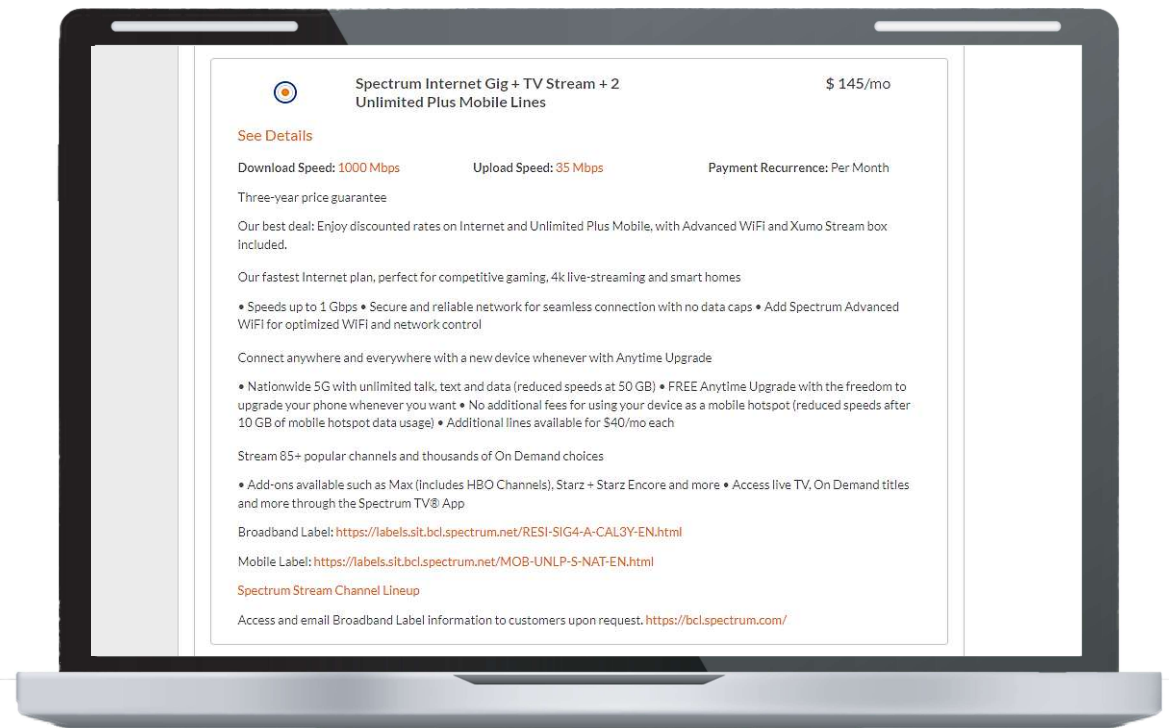 Spectrum Internet Gig + TV Stream + 2
Unlimited Plus Mobile Lines
$ 145/mo
See Details
Download Speed: 1000 Mbps
Upload Speed: 35 Mbps
Payment Recurrence: Per Month
Three-year price guarantee
Our best deal: Enjoy discounted rates on Internet and Unlimited Plus Mobile, with Advanced WiFi and Xumo Stream box
included.
Our fastest Internet plan, perfect for competitive gaming, 4k live-streaming and smart homes
• Speeds up to 1 Gbps • Secure and reliable network for seamless connection with no data caps • Add Spectrum Advanced
WiFi for optimized WiFi and network control
Connect anywhere and everywhere with a new device whenever with Anytime Upgrade
• Nationwide 5G with unlimited talk, text and data (reduced speeds at 50 GB) • FREE Anytime Upgrade with the freedom to
upgrade your phone whenever you want • No additional fees for using your device as a mobile hotspot (reduced speeds after
10 GB of mobile hotspot data usage) • Additional lines available for $40/mo each
Stream 85+ popular channels and thousands of On Demand choices
• Add-ons available such as Max (includes HBO Channels), Starz + Starz Encore and more • Access live TV, On Demand titles
and more through the Spectrum TV® App
Broadband Label: https://labels.sit.bcl.spectrum.net/RESI-SIG4-A-CAL3Y-EN.html
Mobile Label: https://labels.sit.bcl.spectrum.net/MOB-UNLP-S-NAT-EN.html
Spectrum Stream Channel Lineup
Access and email Broadband Label information to customers upon request. https://bcl.spectrum.com/